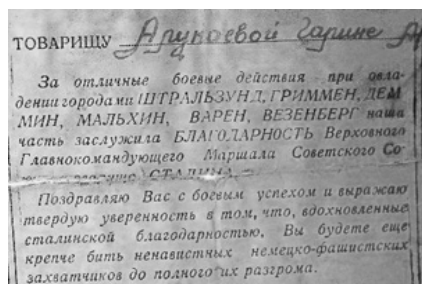 ТОВАРИЩУ Арукаевой Гарине
За отличные боевые действия при овла-
дении городами ШТРАЛЬЗУНД, ГРИММЕН, ДЕМ
МИН, МАЛЬХИН, ВАРЕН, ВЕЗЕНБЕРГ наша
часть заслужила БЛАГОДАРНОСТЬ Верховного
Главнокомандующего Маршала Советского Со-
СТАЛИНА.
Поздравляю Вас с боевым успехом и выражаю
твердую уверенность в том, что, вдохновленные
сталинской благодарностью, Вы будете еще
крепче бить ненавистных немецко-фашистских
захватчиков до полного их разгрома.